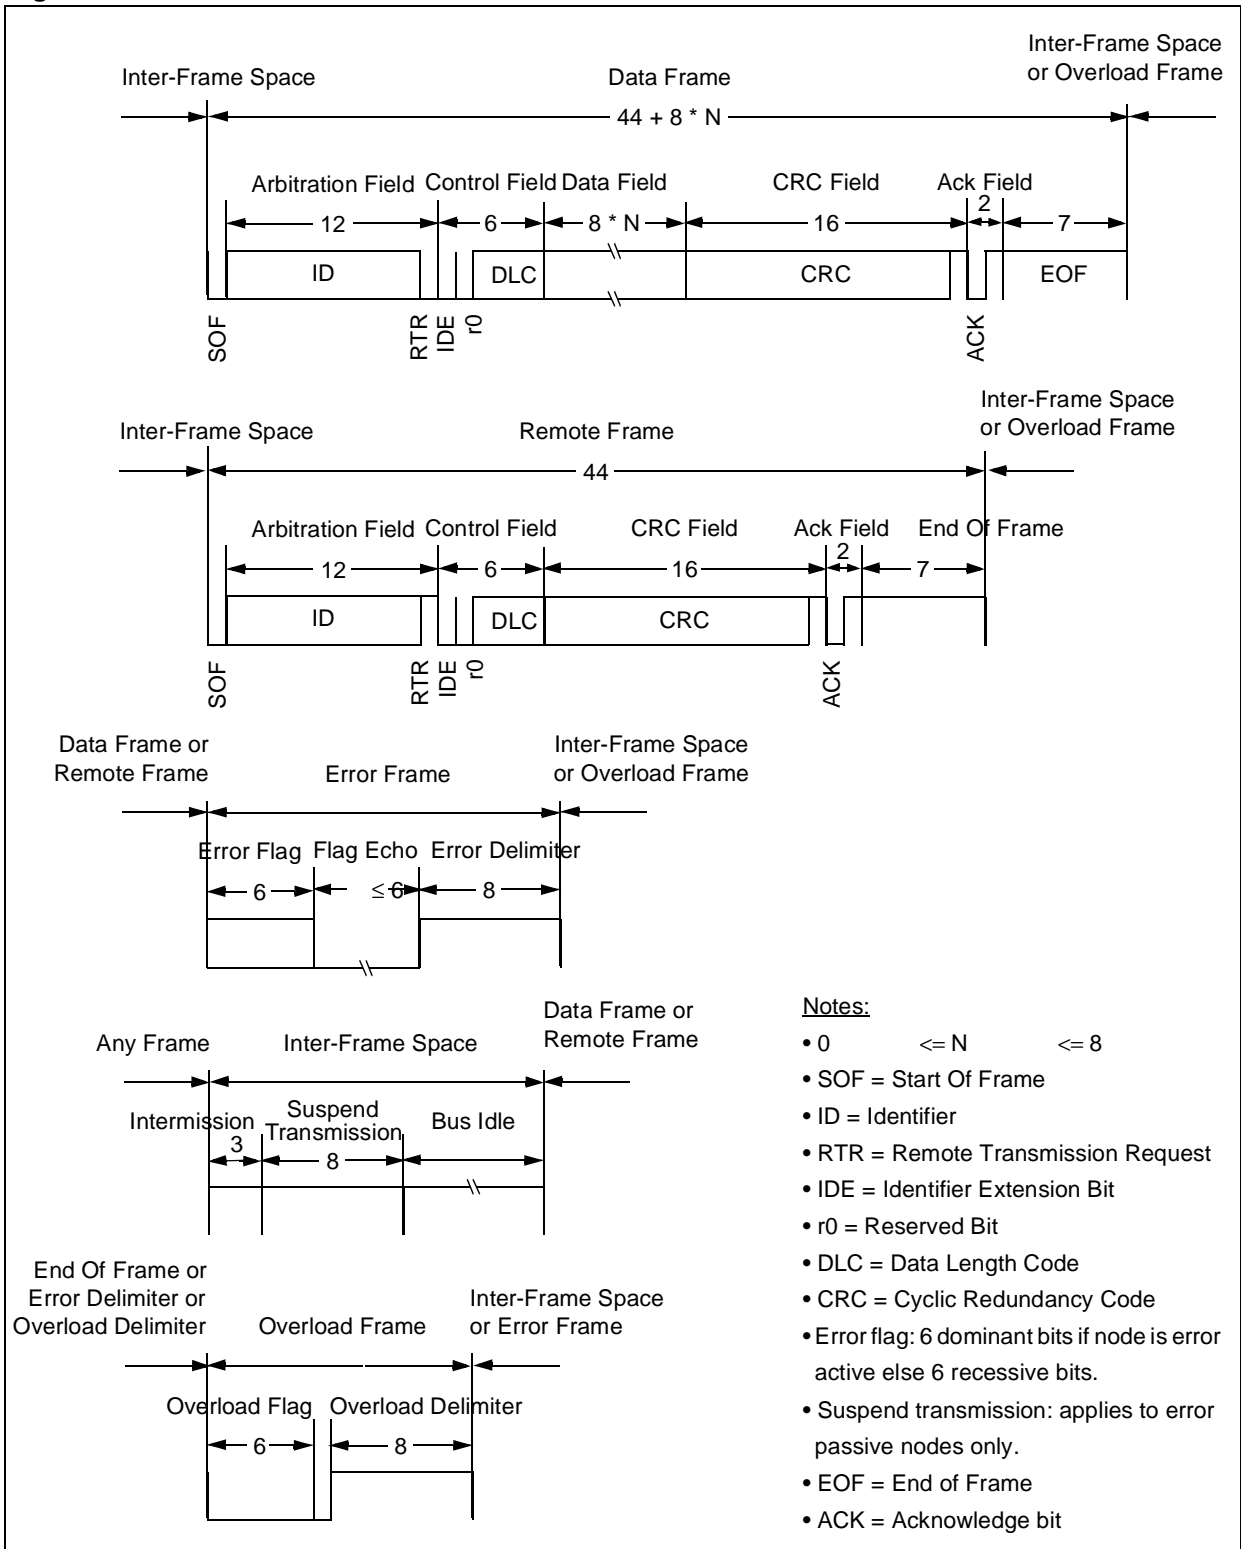 Inter-Frame Space
Data Frame
Inter-Frame Space
or Overload Frame
44 + 8 * N
Arbitration Field
Control Field
Data Field
CRC Field
Ack Field
12
6
8 * N
16
2
7
ID
DLC
CRC
EOF
SOF
RTR
IDE
r0
ACK
Inter-Frame Space
Remote Frame
Inter-Frame Space
or Overload Frame
44
Arbitration Field
Control Field
CRC Field
Ack Field
End Of Frame
12
6
16
2
7
ID
DLC
CRC
SOF
RTR
IDE
r0
ACK
Data Frame or
Remote Frame
Error Frame
Inter-Frame Space
or Overload Frame
Error Flag
Flag Echo
Error Delimiter
6
≤ 6
8
Any Frame
Inter-Frame Space
Data Frame or
Remote Frame
Intermission
Suspend
Transmission
Bus Idle
3
8
End Of Frame or
Error Delimiter or
Overload Delimiter
Overload Frame
Inter-Frame Space
or Error Frame
Overload Flag
Overload Delimiter
6
8
Notes:
• 0 <= N <= 8
• SOF = Start Of Frame
• ID = Identifier
• RTR = Remote Transmission Request
• IDE = Identifier Extension Bit
• r0 = Reserved Bit
• DLC = Data Length Code
• CRC = Cyclic Redundancy Code
• Error flag: 6 dominant bits if node is error
active else 6 recessive bits.
• Suspend transmission: applies to error
passive nodes only.
• EOF = End of Frame
• ACK = Acknowledge bit